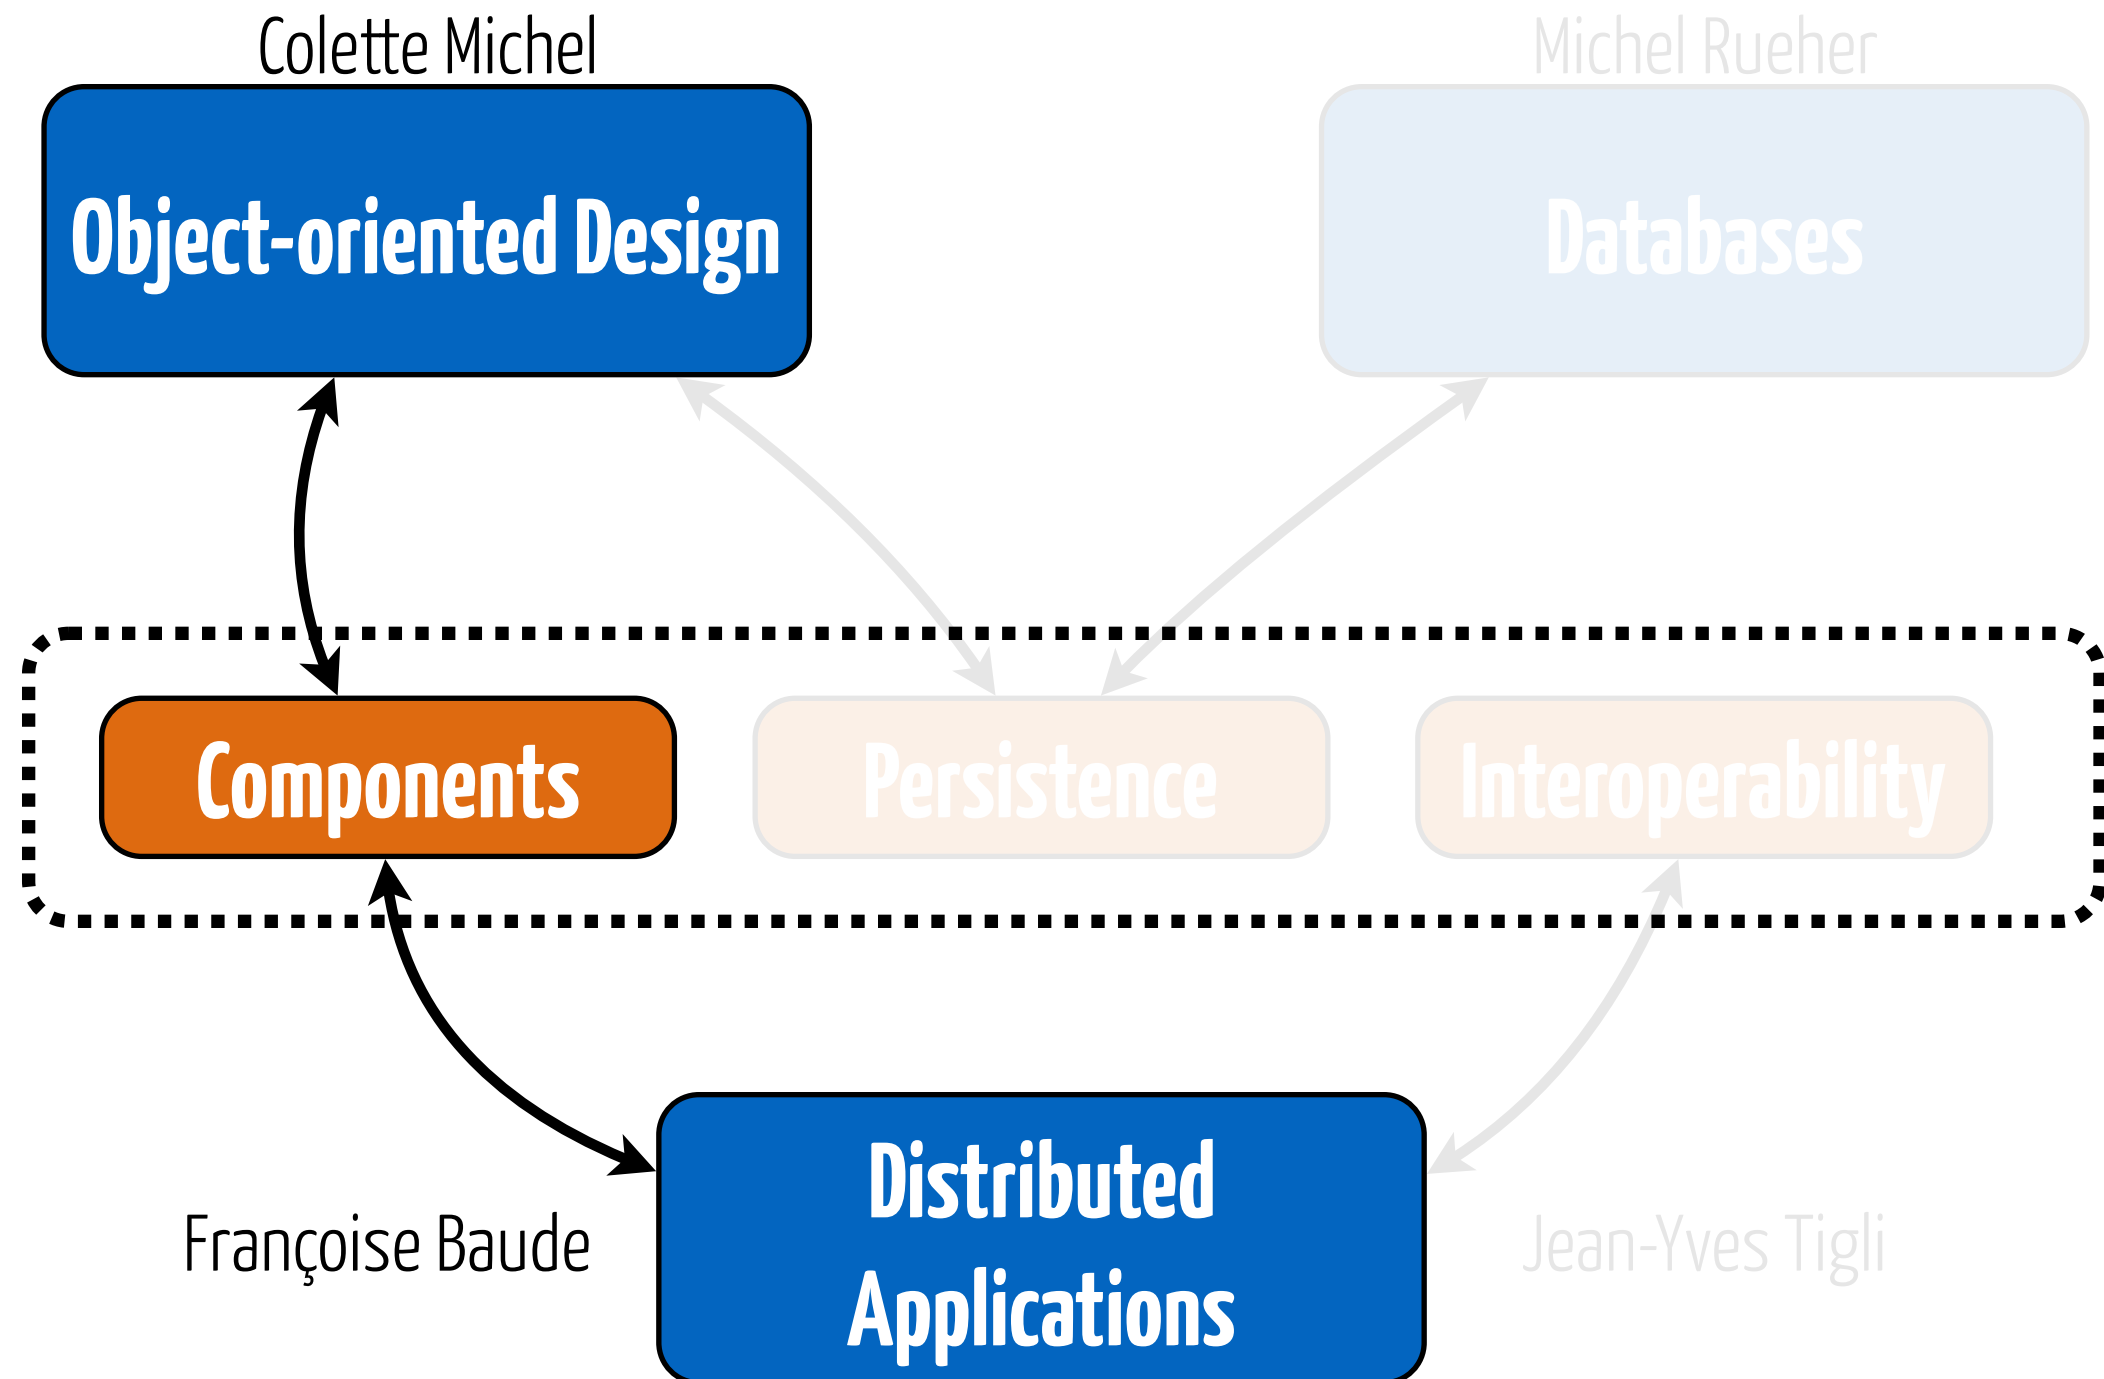 Colette Michel
Michel Rueher
Object-oriented Design
Databases
Components
Persistence
Interoperability
Distributed
Applications
Françoise Baude
Jean-Yves Tigli